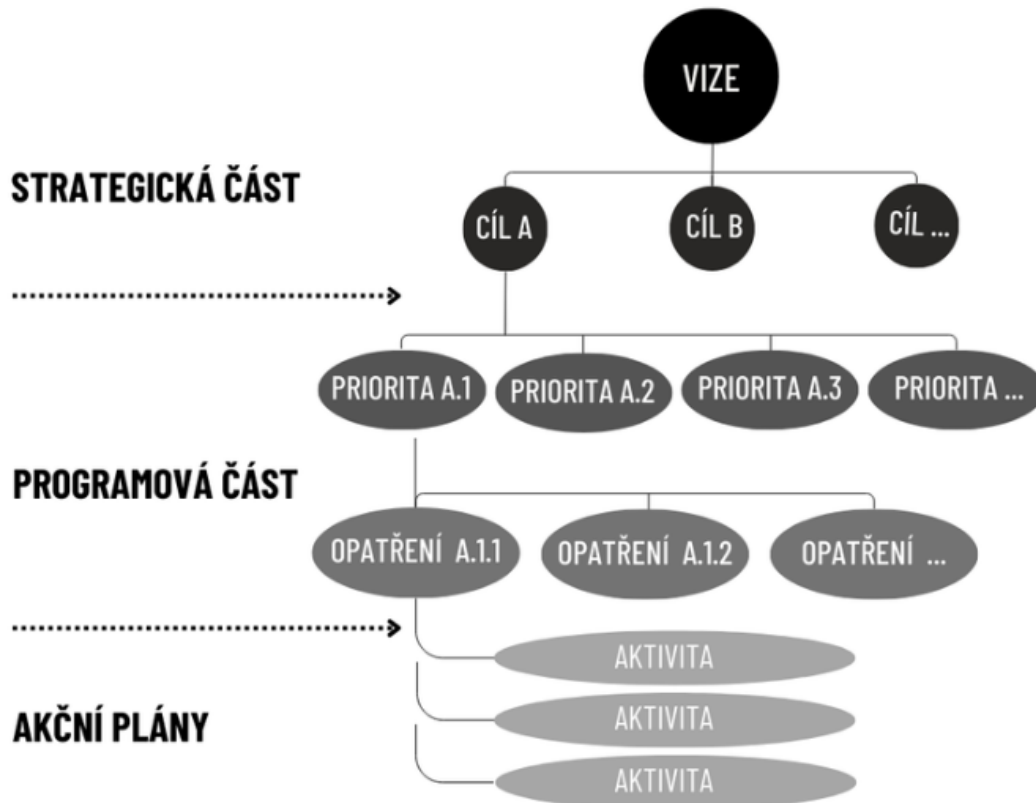 VIZE
STRATEGICKÁ ČÁST
CÍL A
CÍL B
CÍL ...
PRIORITA A.1
PRIORITA A.2
PRIORITA A.3
PRIORITA ...
PROGRAMOVÁ ČÁST
OPATŘENÍ A.1.1
OPATŘENÍ A.1.2
OPATŘENÍ ...
AKTIVITA
AKČNÍ PLÁNY
AKTIVITA
AKTIVITA